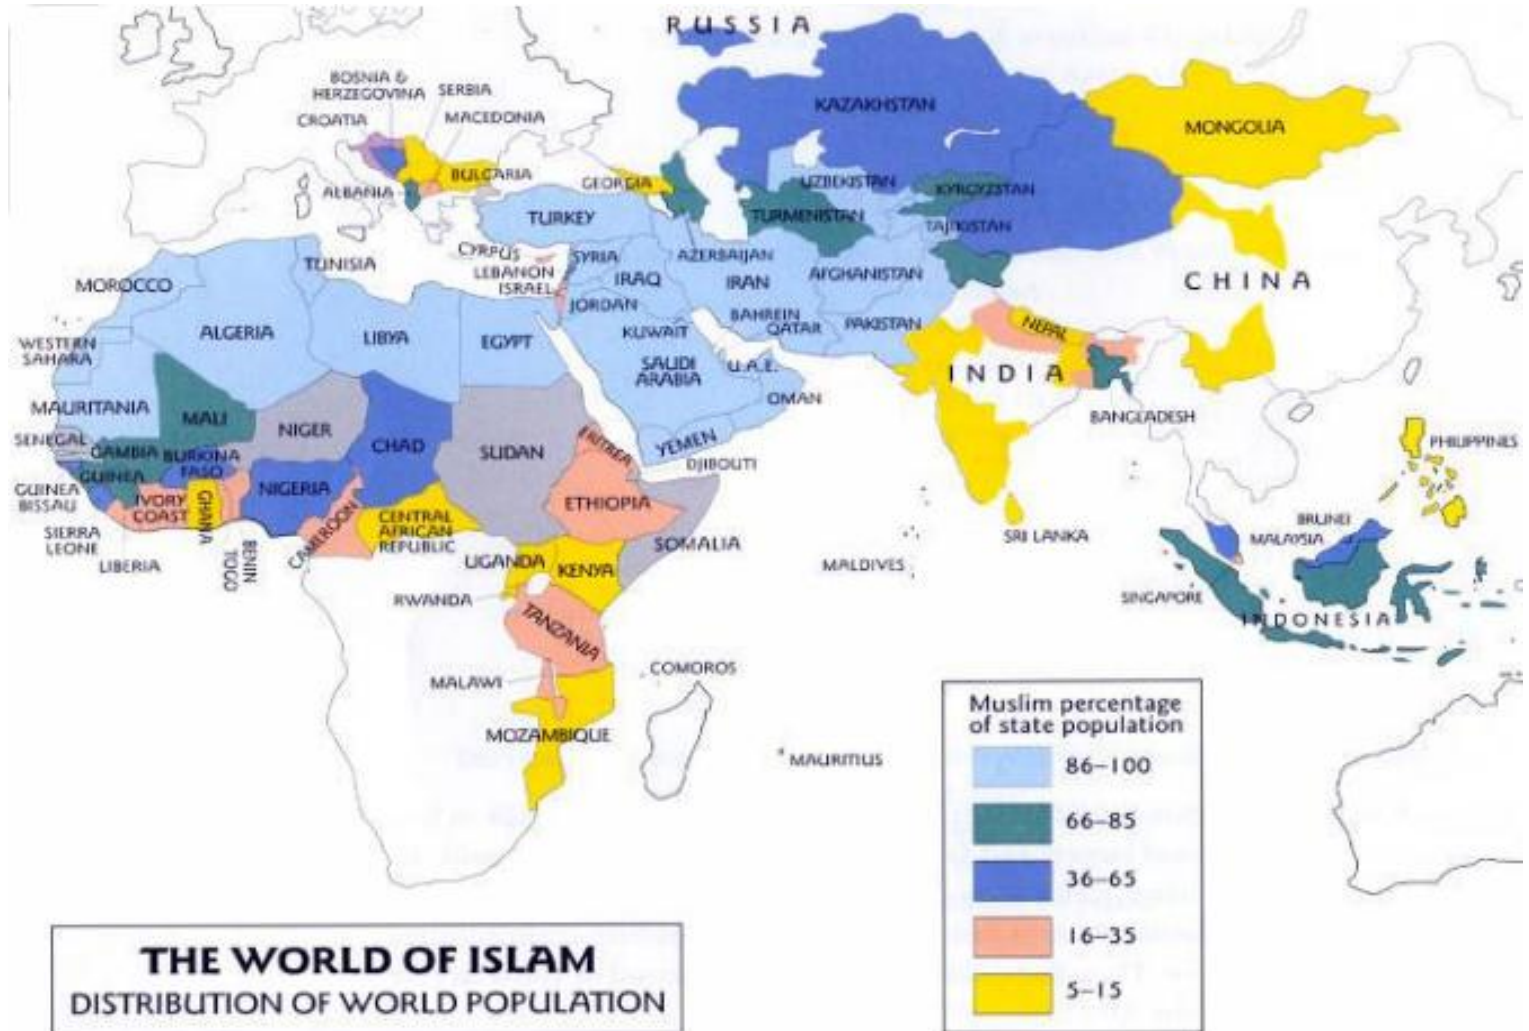 RUSSIA
BOSNIA &
HERZEGOVINA
SERBIA
CROATIA
MACEDONIA
KAZAKHSTAN
MONGOLIA
ALBANIA
BULGARIA
GEORGIA
UZBEKISTAN
KYRGYZSTAN
TURKEY
TURMENISTAN
TAJIKISTAN
CYRPUS
SYRIA
AZERBAIJAN
LEBANON
ISRAEL
IRAQ
IRAN
AFGHANISTAN
CHINA
TUNISIA
MOROCCO
JORDAN
BAHREIN
QATAR
PAKISTAN
NEPAL
ALGERIA
LIBYA
EGYPT
KUWAIT
WESTERN
SAHARA
SAUDI
ARABIA
U.A.E.
INDIA
OMAN
MAURITANIA
MALI
NIGER
CHAD
SUDAN
ERITREA
YEMEN
DJIBOUTI
BANGLADESH
PHILIPPINES
SENEGAL
GAMBIA
BURKINA
FASO
GUINEA
GUINEA
BISSAU
NIGERIA
IVORY
COAST
GHANA
CAMEROON
CENTRAL
AFRICAN
REPUBLIC
ETHIOPIA
SIERRA
LEONE
LIBERIA
TOGO
BENIN
UGANDA
KENYA
SOMALIA
MALDIVES
SRI LANKA
BRUNEI
MALAYSIA
RWANDA
TANZANIA
SINGAPORE
INDONESIA
MALAWI
COMOROS
MOZAMBIQUE
MAURITIUS
Muslim percentage
of state population
86–100
66–85
36–65
16–35
5–15
THE WORLD OF ISLAM
DISTRIBUTION OF WORLD POPULATION